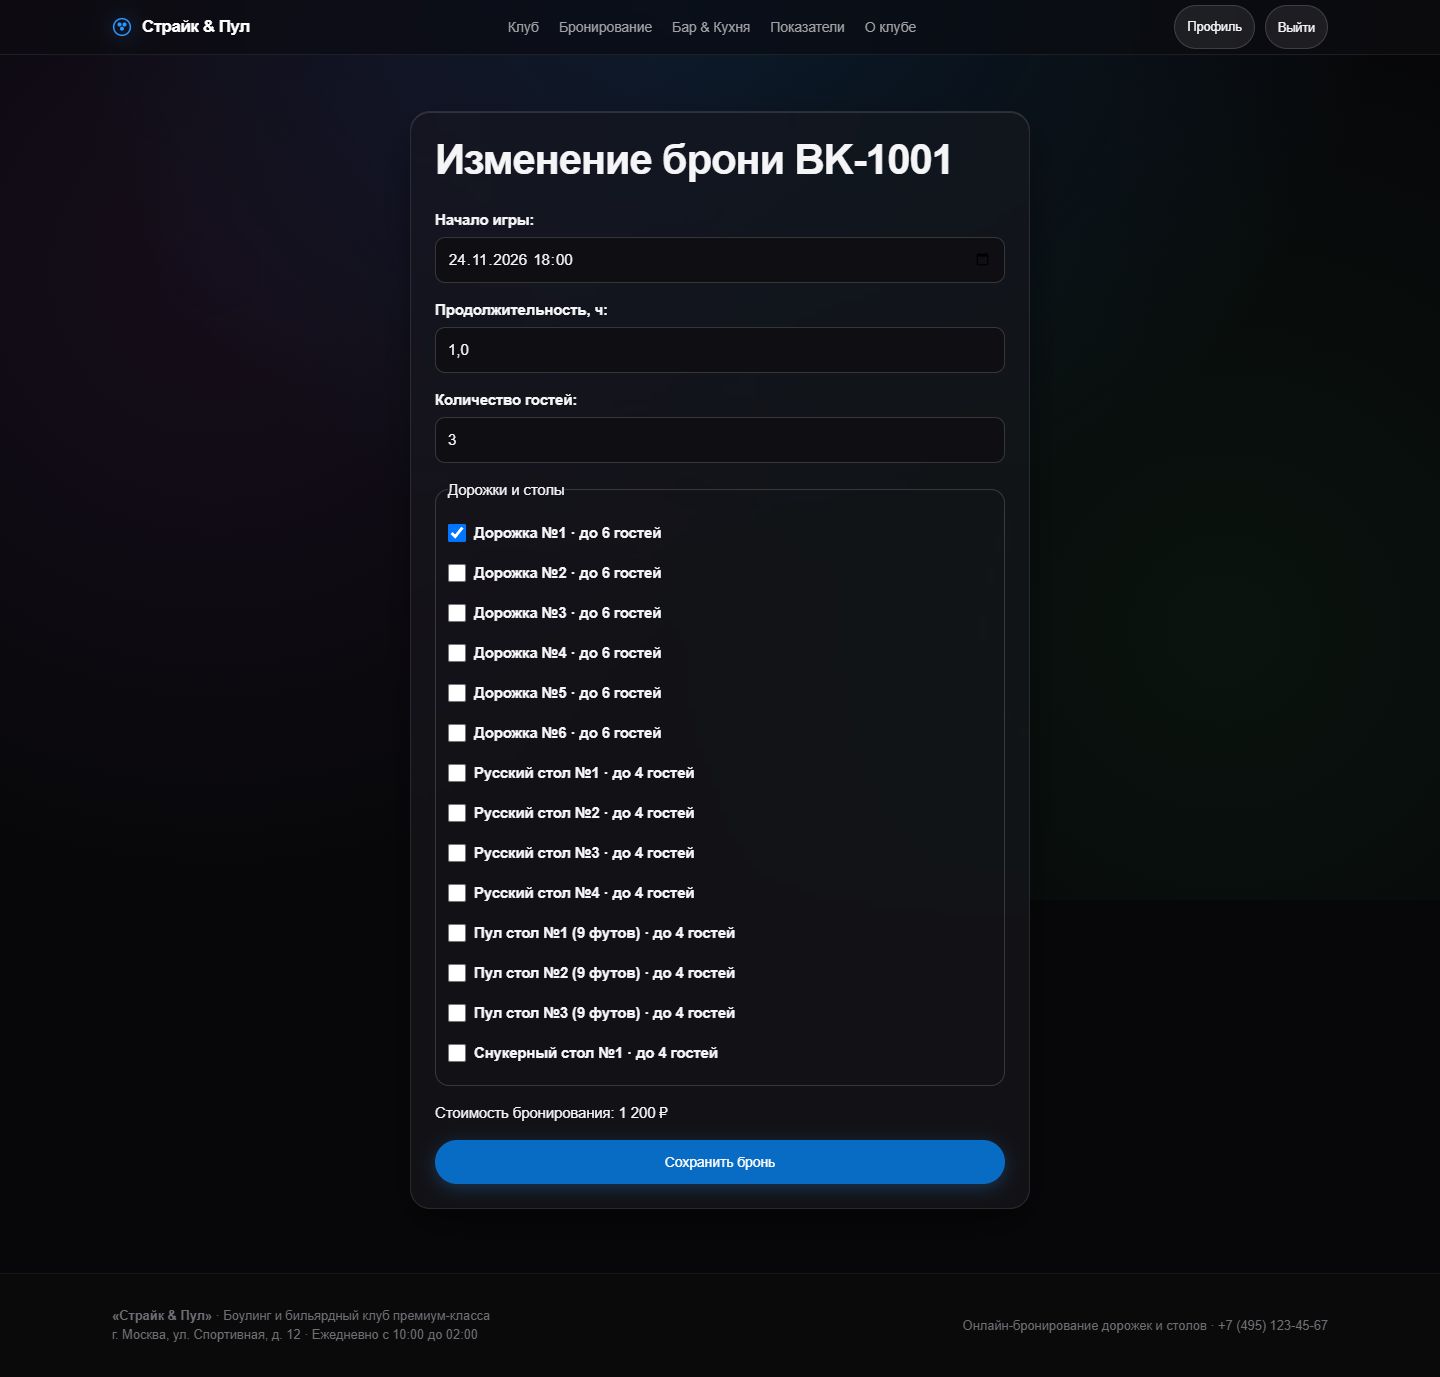 Страйк & Пул
Клуб
Бронирование
Бар & Кухня
Показатели
О клубе
Профиль
Выйти
Изменение брони BK-1001
Начало игры:
24.11.2026 18:00
Продолжительность, ч:
1,0
Количество гостей:
3
Дорожки и столы
Дорожка №1 · до 6 гостей
Дорожка №2 · до 6 гостей
Дорожка №3 · до 6 гостей
Дорожка №4 · до 6 гостей
Дорожка №5 · до 6 гостей
Дорожка №6 · до 6 гостей
Русский стол №1 · до 4 гостей
Русский стол №2 · до 4 гостей
Русский стол №3 · до 4 гостей
Русский стол №4 · до 4 гостей
Пул стол №1 (9 футов) · до 4 гостей
Пул стол №2 (9 футов) · до 4 гостей
Пул стол №3 (9 футов) · до 4 гостей
Снукерный стол №1 · до 4 гостей
Стоимость бронирования: 1 200 ₽
Сохранить бронь
«Страйк & Пул» · Боулинг и бильярдный клуб премиум-класса
г. Москва, ул. Спортивная, д. 12 · Ежедневно с 10:00 до 02:00
Онлайн-бронирование дорожек и столов · +7 (495) 123-45-67